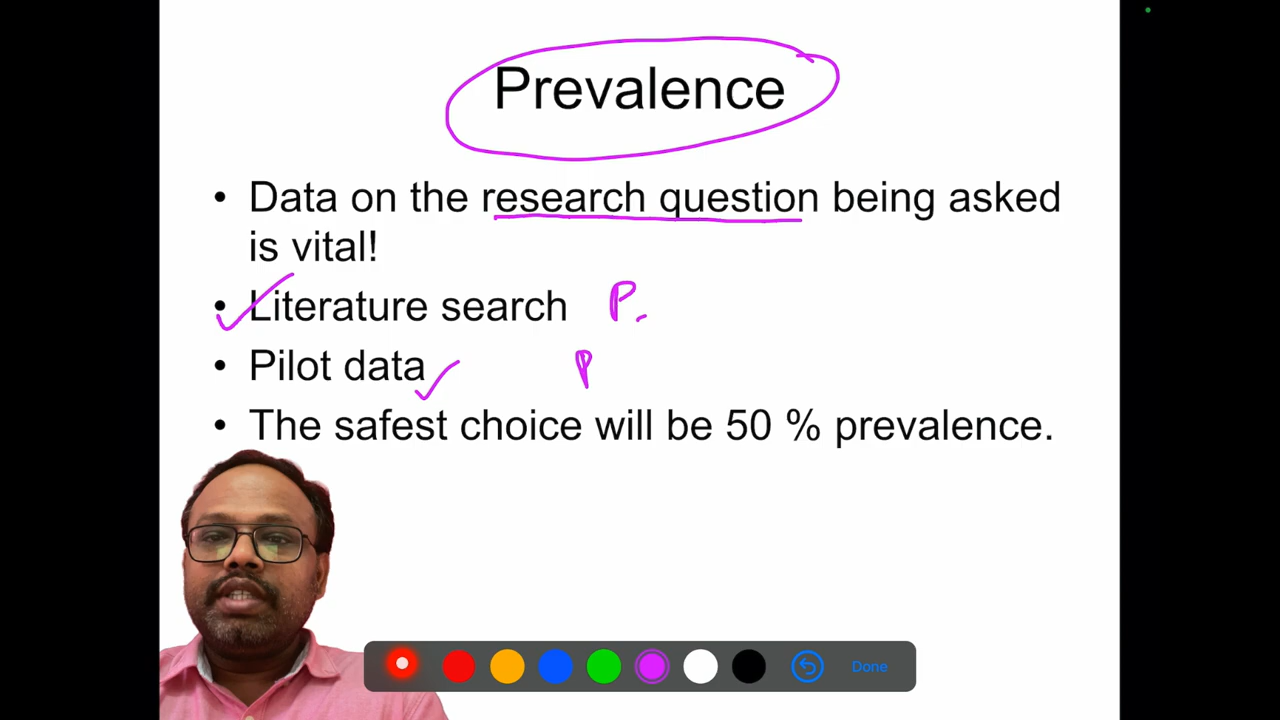 Prevalence
• Data on the research question being asked
is vital!
• Literature search P.
• Pilot data P
• The safest choice will be 50 % prevalence.
Done